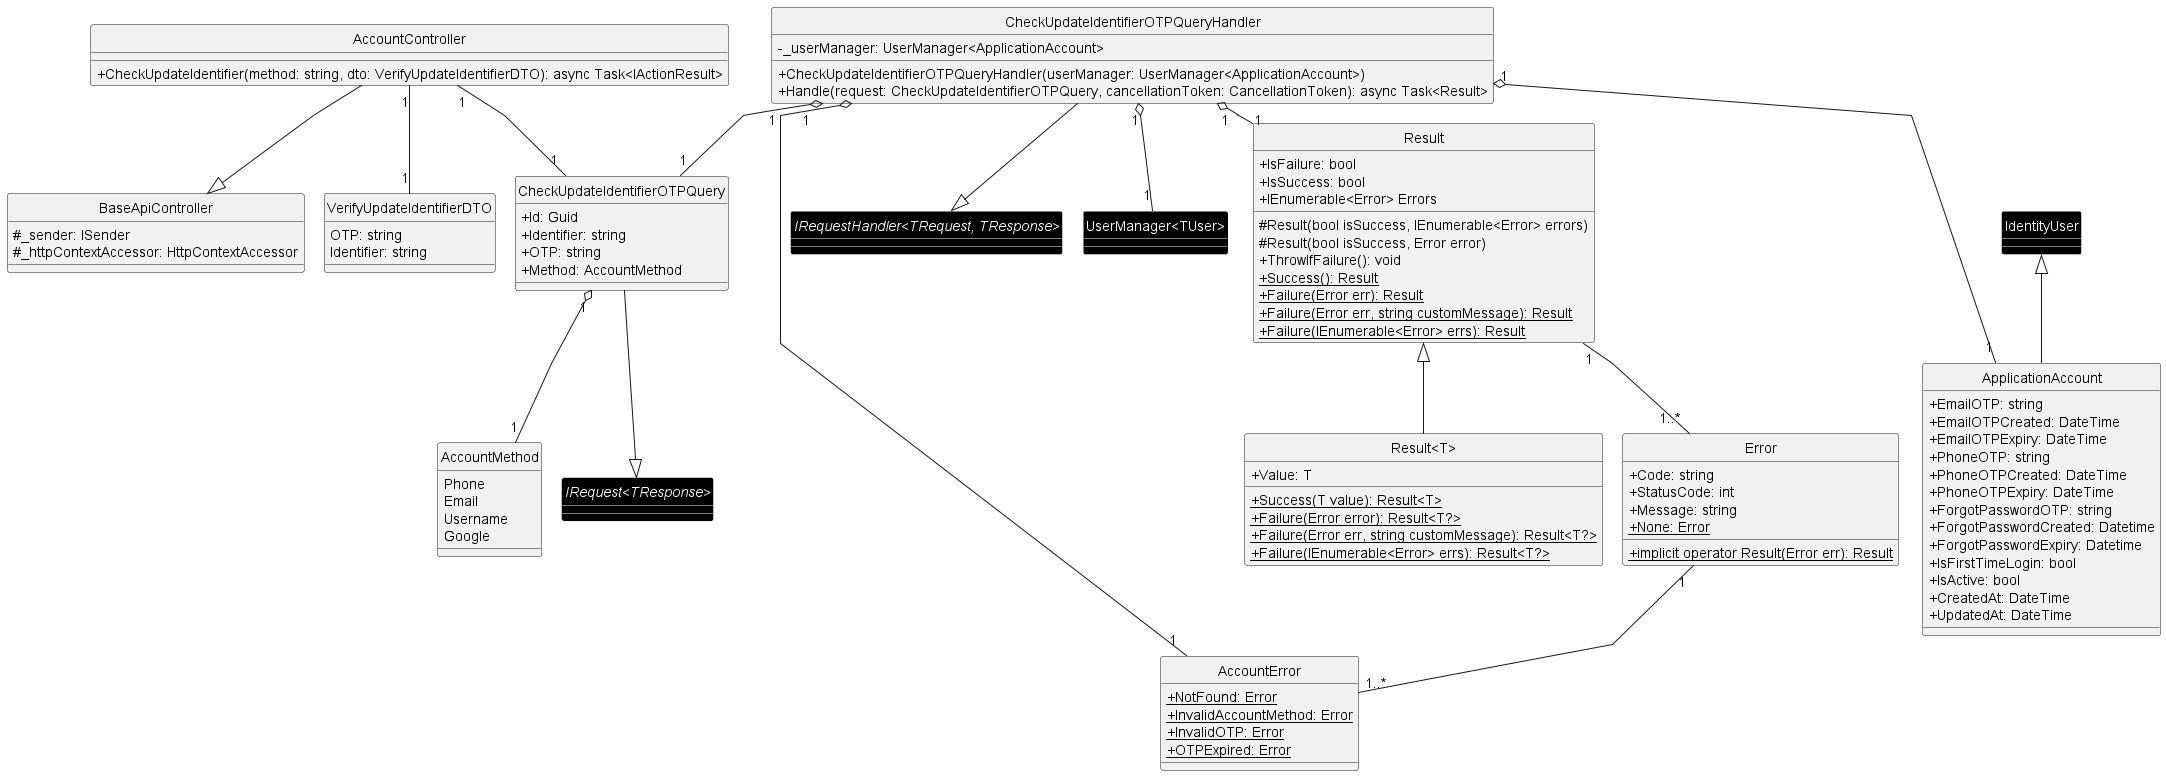 AccountController
+CheckUpdateIdentifier(method: string, dto: VerifyUpdateIdentifierDTO): async Task<IActionResult>
CheckUpdateIdentifierOTPQueryHandler
-_userManager: UserManager<ApplicationAccount>
+CheckUpdateIdentifierOTPQueryHandler(userManager: UserManager<ApplicationAccount>)
+Handle(request: CheckUpdateIdentifierOTPQuery, cancellationToken: CancellationToken): async Task<Result>
1
1
1
1
1
1
1
1
1
1
1
1
BaseApiController
#_sender: ISender
#_httpContextAccessor: HttpContextAccessor
VerifyUpdateIdentifierDTO
OTP: string
Identifier: string
CheckUpdateIdentifierOTPQuery
+Id: Guid
+Identifier: string
+OTP: string
+Method: AccountMethod
IRequestHandler<TRequest, TResponse>
UserManager<TUser>
Result
+IsFailure: bool
+IsSuccess: bool
+IEnumerable<Error> Errors
#Result(bool isSuccess, IEnumerable<Error> errors)
#Result(bool isSuccess, Error error)
+ThrowIfFailure(): void
+Success(): Result
+Failure(Error err): Result
+Failure(Error err, string customMessage): Result
+Failure(IEnumerable<Error> errs): Result
IdentityUser
1
1
1
1
1..*
AccountMethod
Phone
Email
Username
Google
IRequest<TResponse>
Result<T>
+Value: T
+Success(T value): Result<T>
+Failure(Error error): Result<T?>
+Failure(Error err, string customMessage): Result<T?>
+Failure(IEnumerable<Error> errs): Result<T?>
Error
+Code: string
+StatusCode: int
+Message: string
+None: Error
+implicit operator Result(Error err): Result
ApplicationAccount
+EmailOTP: string
+EmailOTPCreated: DateTime
+EmailOTPExpiry: DateTime
+PhoneOTP: string
+PhoneOTPCreated: DateTime
+PhoneOTPExpiry: DateTime
+ForgotPasswordOTP: string
+ForgotPasswordCreated: Datetime
+ForgotPasswordExpiry: Datetime
+IsFirstTimeLogin: bool
+IsActive: bool
+CreatedAt: DateTime
+UpdatedAt: DateTime
1
1
1..*
AccountError
+NotFound: Error
+InvalidAccountMethod: Error
+InvalidOTP: Error
+OTPExpired: Error